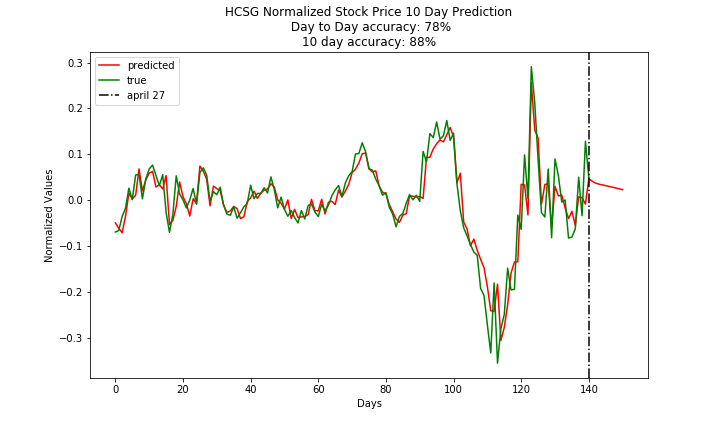 HCSG Normalized Stock Price 10 Day Prediction
Day to Day accuracy: 78%
10 day accuracy: 88%
predicted
true
april 27
Normalized Values
0.3
0.2
0.1
0.0
−0.1
−0.2
−0.3
0 20 40 60 80 100 120 140
Days